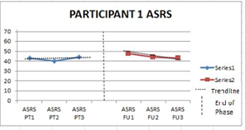 PARTICIPANT 1 ASRS
70
60
50
40
30
20
10
0
ASRS PT1
ASRS PT2
ASRS PT3
ASRS FU1
ASRS FU2
ASRS FU3
Series1
Series2
Trendline
End of
Phase